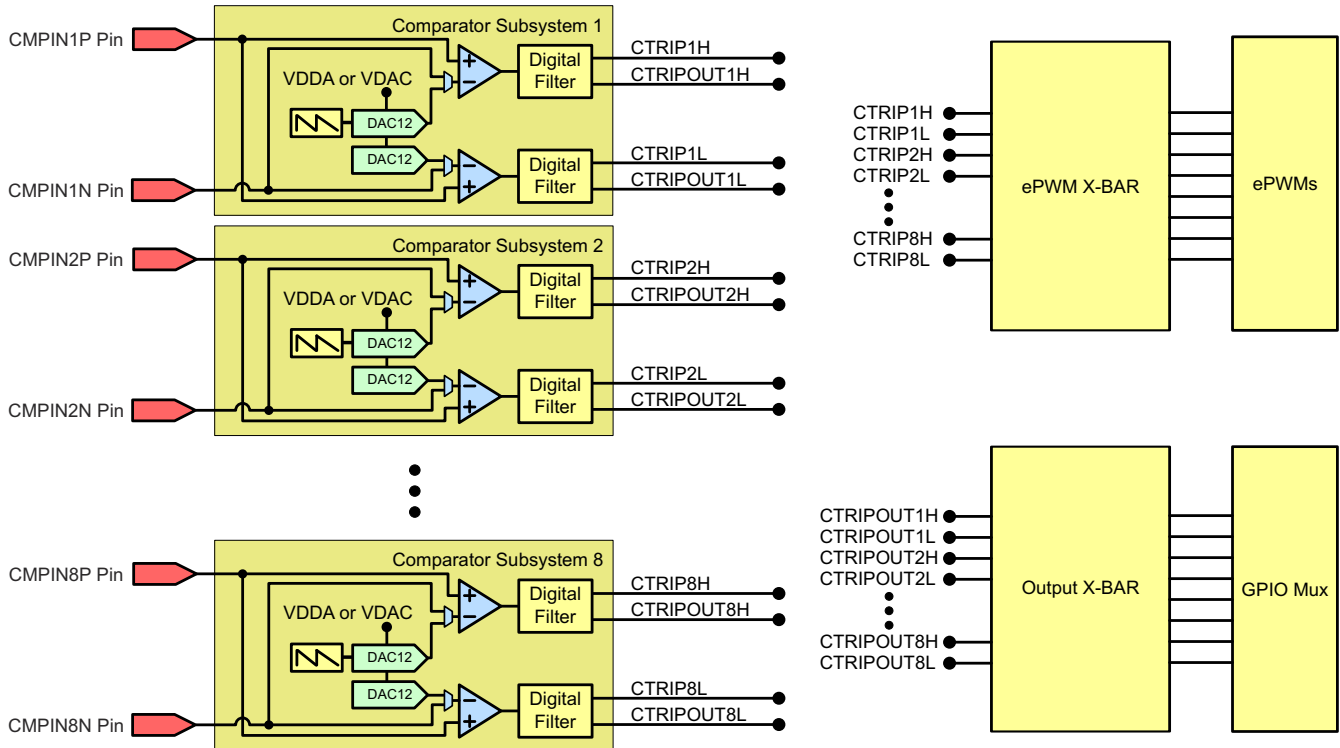 Comparator Subsystem 1
CMPIN1P Pin
CTRIP1H
CTRIPOUT1H
Digital
Filter
VDDA or VDAC
DAC12
DAC12
CTRIP1L
CTRIPOUT1L
Digital
Filter
CMPIN1N Pin
Comparator Subsystem 2
CMPIN2P Pin
CTRIP2H
CTRIPOUT2H
Digital
Filter
VDDA or VDAC
DAC12
DAC12
CTRIP2L
CTRIPOUT2L
Digital
Filter
CMPIN2N Pin
Comparator Subsystem 8
CMPIN8P Pin
CTRIP8H
CTRIPOUT8H
Digital
Filter
VDDA or VDAC
DAC12
DAC12
CTRIP8L
CTRIPOUT8L
Digital
Filter
CMPIN8N Pin
CTRIP1H
CTRIP1L
CTRIP2H
CTRIP2L
CTRIP8H
CTRIP8L
ePWM X-BAR
ePWMs
CTRIPOUT1H
CTRIPOUT1L
CTRIPOUT2H
CTRIPOUT2L
CTRIPOUT8H
CTRIPOUT8L
Output X-BAR
GPIO Mux